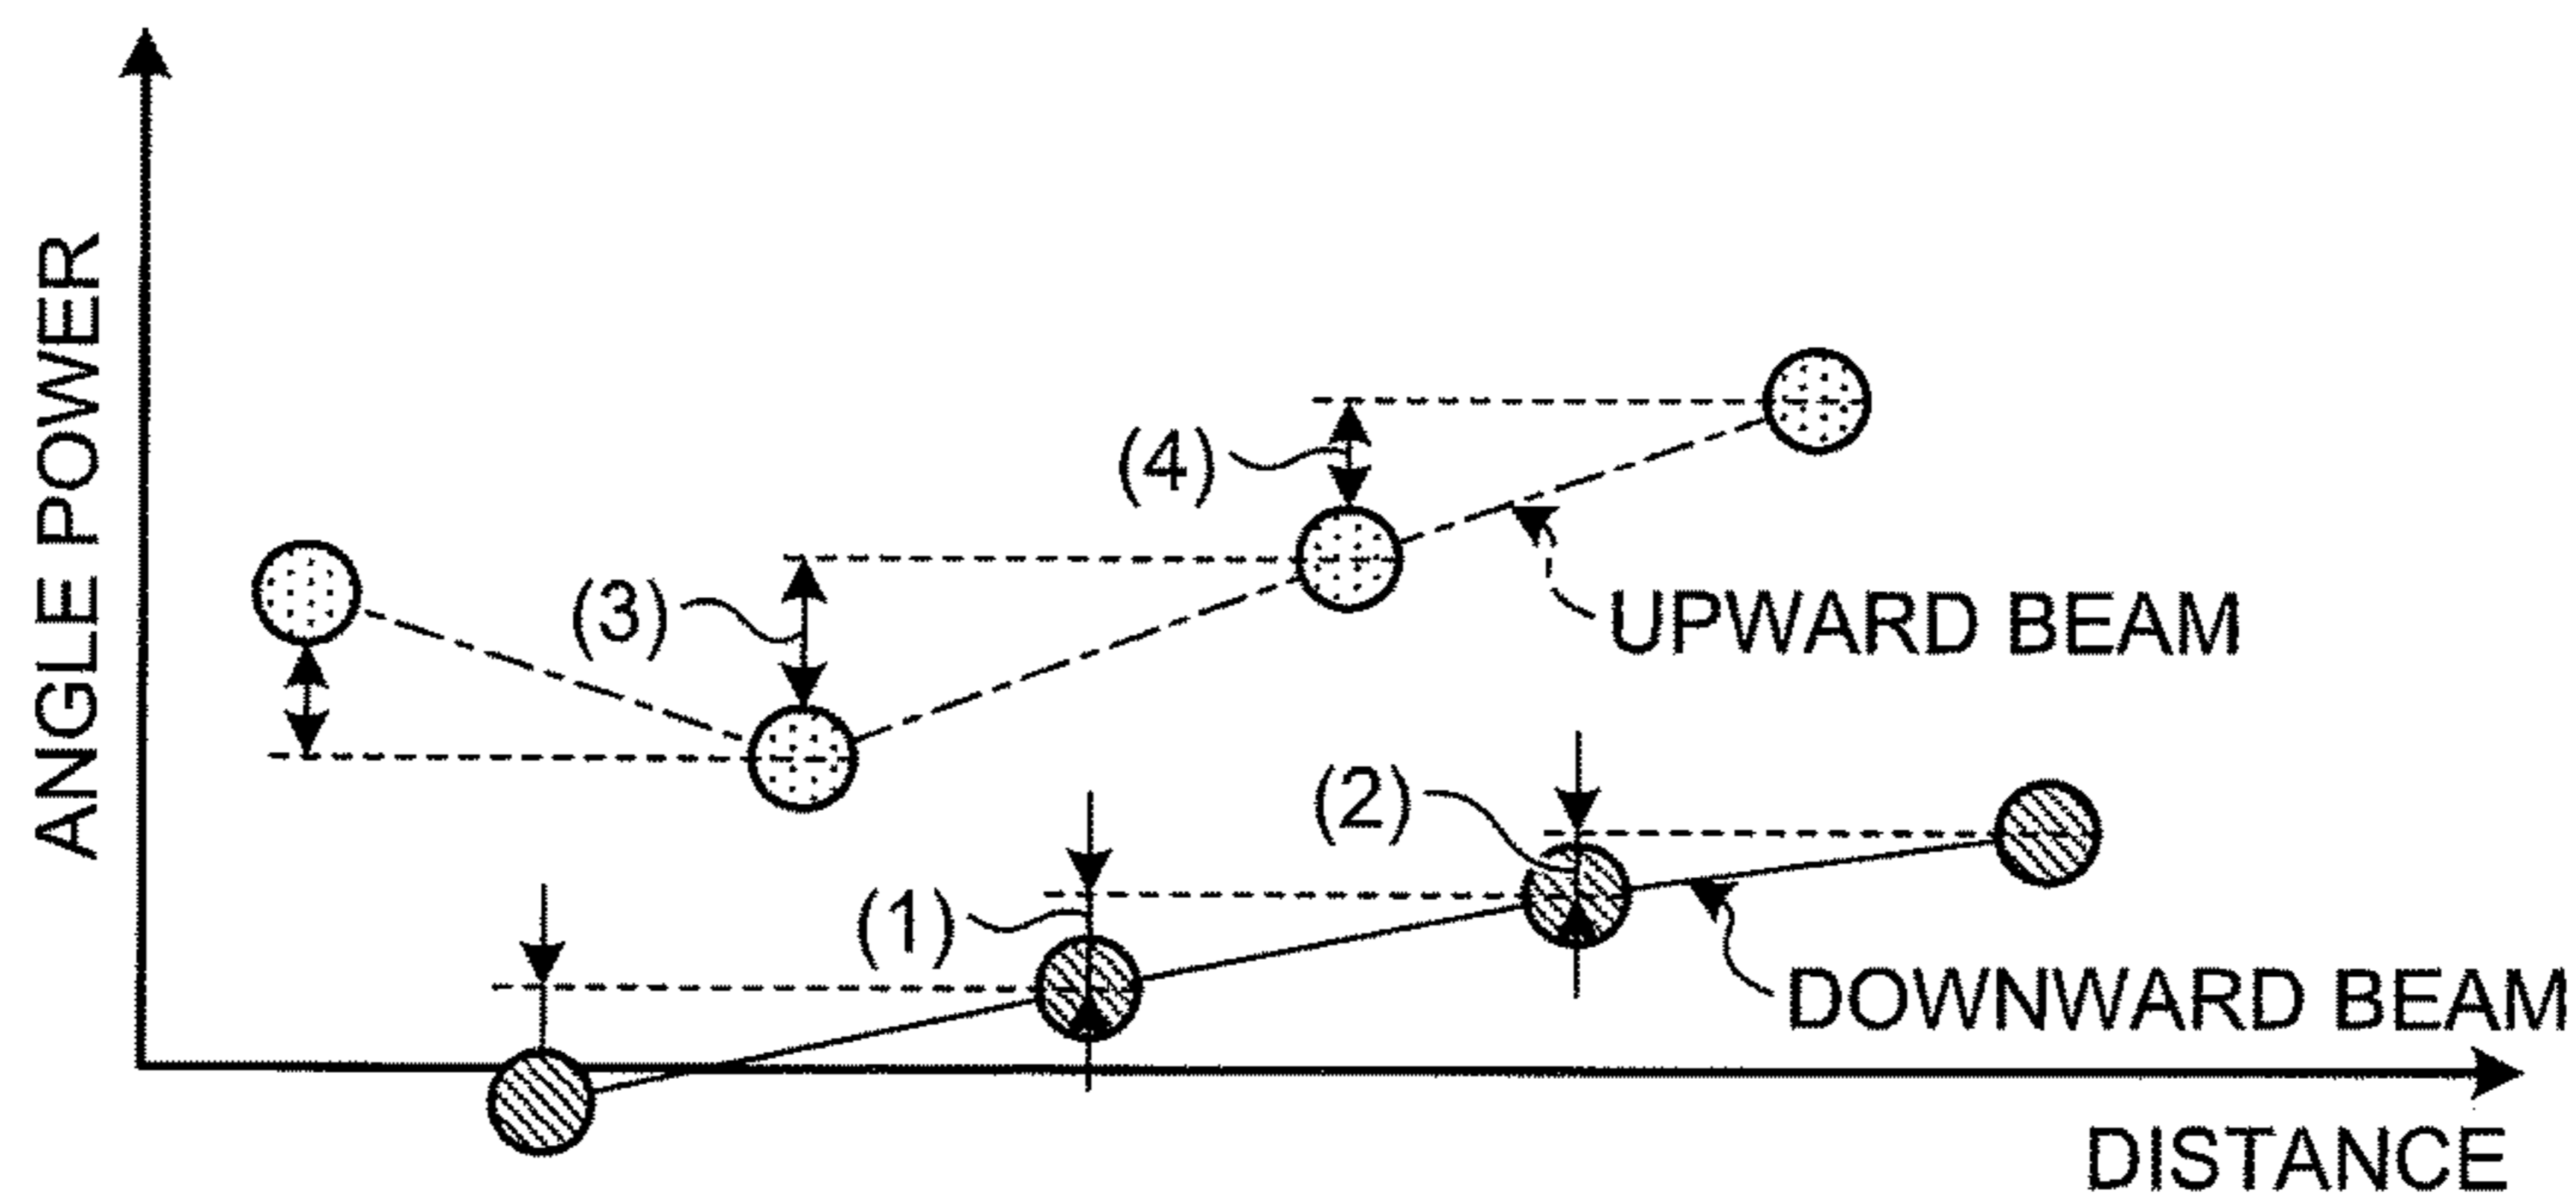 ANGLE POWER
(4)
(3)
UPWARD BEAM
(2)
(1)
DOWNWARD BEAM
DISTANCE